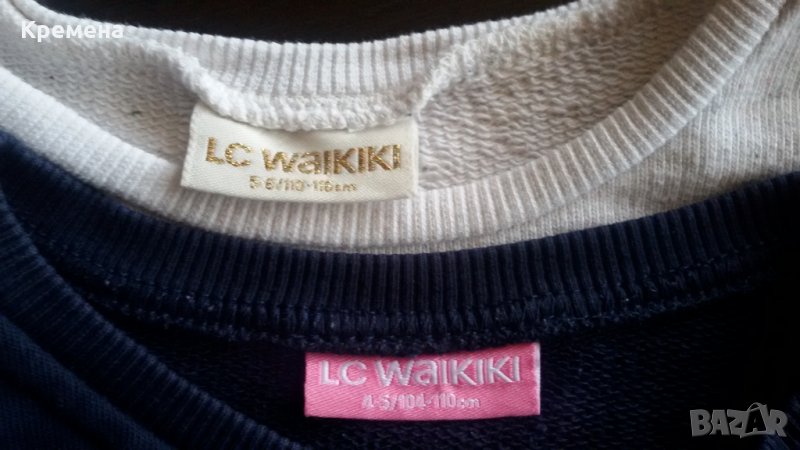 Кремена
LC WAIKIKI
5-6/110-116cm
LC WAIKIKI
4-5/104-110cm
BAZAR